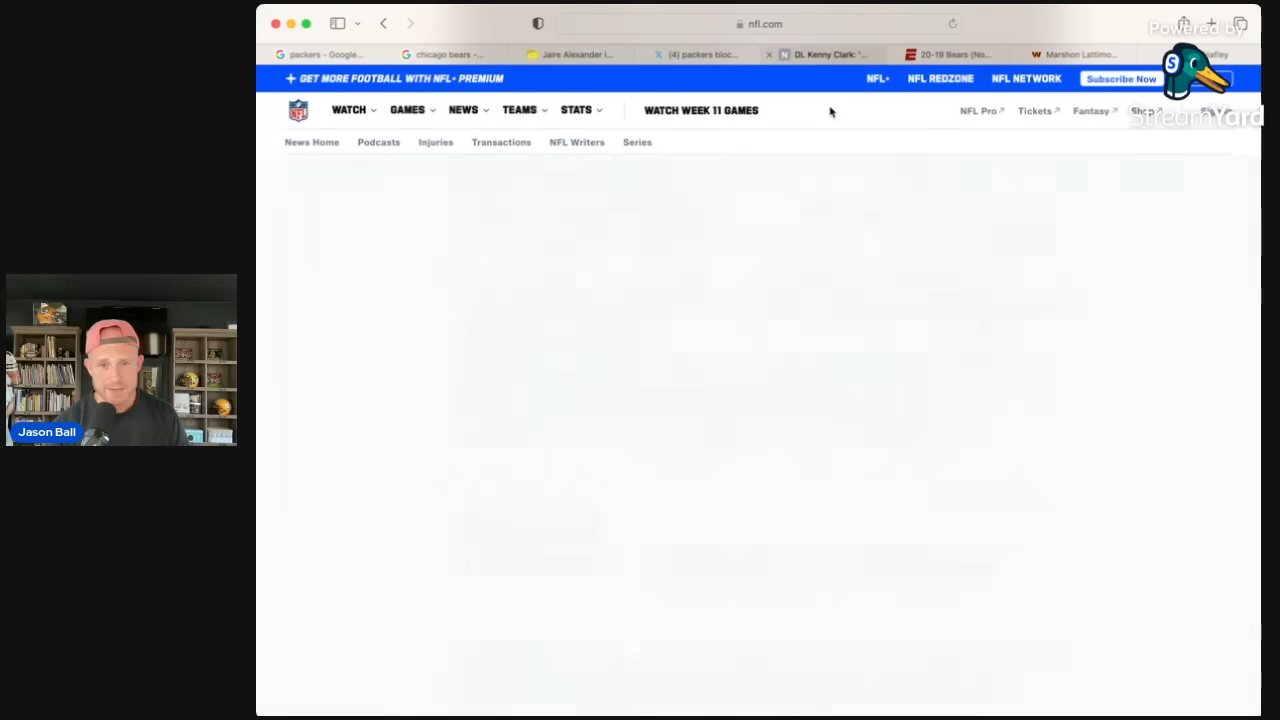 nfl.com
Powered by
packers - Google...
chicago bears -...
Jaire Alexander i...
(4) packers bloc...
DL Kenny Clark: '...
20-19 Bears (No...
Marshon Lattimo...
GET MORE FOOTBALL WITH NFL+ PREMIUM
NFL+
NFL REDZONE
NFL NETWORK
Subscribe Now
WATCH
GAMES
NEWS
TEAMS
STATS
WATCH WEEK 11 GAMES
NFL Pro
Tickets
Fantasy
Shop
StreamYard
News Home
Podcasts
Injuries
Transactions
NFL Writers
Series
Jason Ball